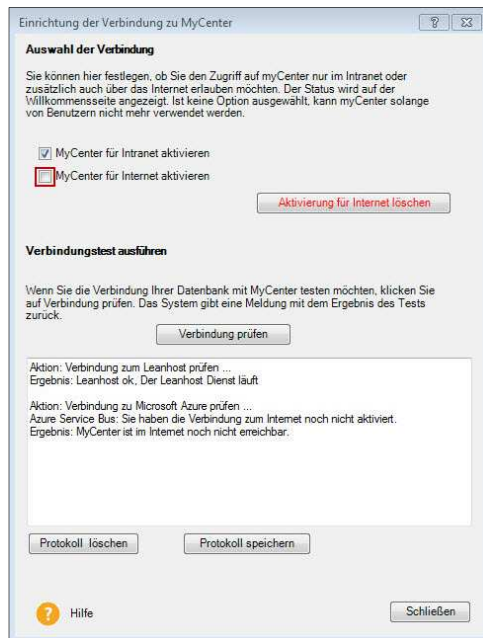 Einrichtung der Verbindung zu MyCenter
Auswahl der Verbindung
Sie können hier festlegen, ob Sie den Zugriff auf myCenter nur im Intranet oder
zusätzlich auch über das Internet erlauben möchten. Der Status wird auf der
Willkommensseite angezeigt. Ist keine Option ausgewählt, kann myCenter solange
von Benutzern nicht mehr verwendet werden.
MyCenter für Intranet aktivieren
MyCenter für Internet aktivieren
Aktivierung für Internet löschen
Verbindungstest ausführen
Wenn Sie die Verbindung Ihrer Datenbank mit MyCenter testen möchten, klicken Sie
auf Verbindung prüfen. Das System gibt eine Meldung mit dem Ergebnis des Tests
zurück.
Verbindung prüfen
Aktion: Verbindung zum Leanhost prüfen ...
Ergebnis: Leanhost ok, Der Leanhost Dienst läuft
Aktion: Verbindung zu Microsoft Azure prüfen ...
Azure Service Bus: Sie haben die Verbindung zum Internet noch nicht aktiviert.
Ergebnis: MyCenter ist im Internet noch nicht erreichbar.
Protokoll löschen
Protokoll speichern
? Hilfe
Schließen